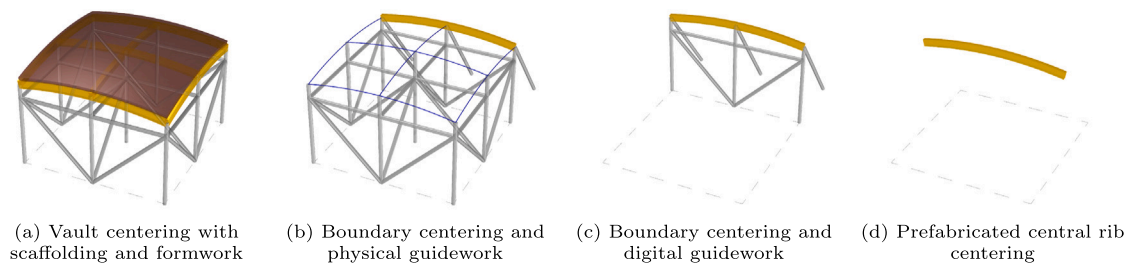 (a) Vault centering with
scaffolding and formwork
(b) Boundary centering and
physical guidework
(c) Boundary centering and
digital guidework
(d) Prefabricated central rib
centering